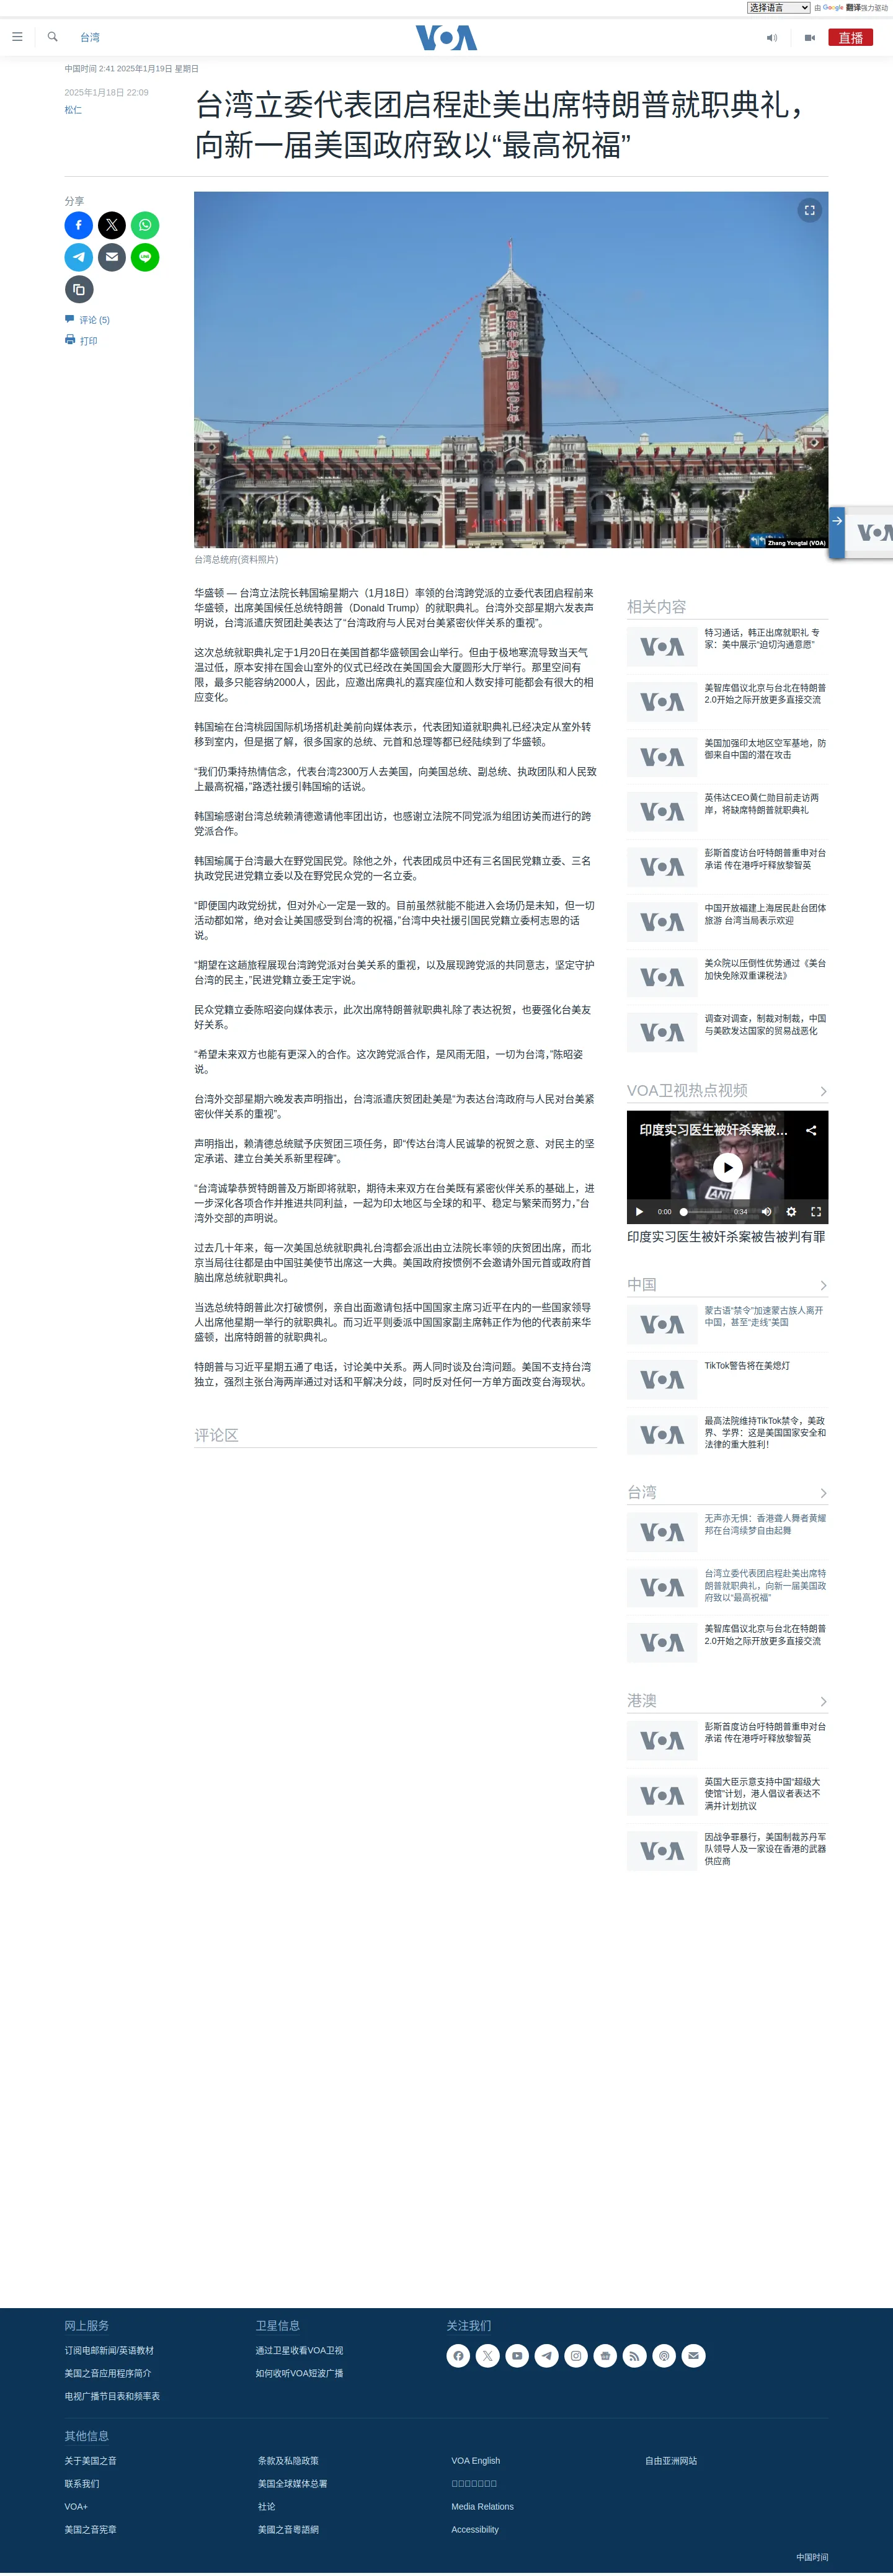 选择语言
由 Google 翻译强力驱动
台湾
VOA
直播
中国时间 2:41 2025年1月19日 星期日
2025年1月18日 22:09
松仁
台湾立委代表团启程赴美出席特朗普就职典礼，
向新一届美国政府致以“最高祝福”
分享
评论 (5)
打印
慶祝中華民國開國一〇七年
Zhang Yongtai (VOA)
台湾总统府(资料照片)
华盛顿 — 台湾立法院长韩国瑜星期六（1月18日）率领的台湾跨党派的立委代表团启程前来
华盛顿，出席美国候任总统特朗普（Donald Trump）的就职典礼。台湾外交部星期六发表声
明说，台湾派遣庆贺团赴美表达了“台湾政府与人民对台美紧密伙伴关系的重视”。
这次总统就职典礼定于1月20日在美国首都华盛顿国会山举行。但由于极地寒流导致当天气
温过低，原本安排在国会山室外的仪式已经改在美国国会大厦圆形大厅举行。那里空间有
限，最多只能容纳2000人，因此，应邀出席典礼的嘉宾座位和人数安排可能都会有很大的相
应变化。
韩国瑜在台湾桃园国际机场搭机赴美前向媒体表示，代表团知道就职典礼已经决定从室外转
移到室内，但是据了解，很多国家的总统、元首和总理等都已经陆续到了华盛顿。
“我们仍秉持热情信念，代表台湾2300万人去美国，向美国总统、副总统、执政团队和人民致
上最高祝福，”路透社援引韩国瑜的话说。
韩国瑜感谢台湾总统赖清德邀请他率团出访，也感谢立法院不同党派为组团访美而进行的跨
党派合作。
韩国瑜属于台湾最大在野党国民党。除他之外，代表团成员中还有三名国民党籍立委、三名
执政党民进党籍立委以及在野党民众党的一名立委。
“即便国内政党纷扰，但对外心一定是一致的。目前虽然就能不能进入会场仍是未知，但一切
活动都如常，绝对会让美国感受到台湾的祝福，”台湾中央社援引国民党籍立委柯志恩的话
说。
“期望在这趟旅程展现台湾跨党派对台美关系的重视，以及展现跨党派的共同意志，坚定守护
台湾的民主，”民进党籍立委王定宇说。
民众党籍立委陈昭姿向媒体表示，此次出席特朗普就职典礼除了表达祝贺，也要强化台美友
好关系。
“希望未来双方也能有更深入的合作。这次跨党派合作，是风雨无阻，一切为台湾，”陈昭姿
说。
台湾外交部星期六晚发表声明指出，台湾派遣庆贺团赴美是“为表达台湾政府与人民对台美紧
密伙伴关系的重视”。
声明指出，赖清德总统赋予庆贺团三项任务，即“传达台湾人民诚挚的祝贺之意、对民主的坚
定承诺、建立台美关系新里程碑”。
“台湾诚挚恭贺特朗普及万斯即将就职，期待未来双方在台美既有紧密伙伴关系的基础上，进
一步深化各项合作并推进共同利益，一起为印太地区与全球的和平、稳定与繁荣而努力，”台
湾外交部的声明说。
过去几十年来，每一次美国总统就职典礼台湾都会派出由立法院长率领的庆贺团出席，而北
京当局往往都是由中国驻美使节出席这一大典。美国政府按惯例不会邀请外国元首或政府首
脑出席总统就职典礼。
当选总统特朗普此次打破惯例，亲自出面邀请包括中国国家主席习近平在内的一些国家领导
人出席他星期一举行的就职典礼。而习近平则委派中国国家副主席韩正作为他的代表前来华
盛顿，出席特朗普的就职典礼。
特朗普与习近平星期五通了电话，讨论美中关系。两人同时谈及台湾问题。美国不支持台湾
独立，强烈主张台海两岸通过对话和平解决分歧，同时反对任何一方单方面改变台海现状。
评论区
相关内容
特习通话，韩正出席就职礼 专
家：美中展示“迫切沟通意愿”
美智库倡议北京与台北在特朗普
2.0开始之际开放更多直接交流
美国加强印太地区空军基地，防
御来自中国的潜在攻击
英伟达CEO黄仁勋目前走访两
岸，将缺席特朗普就职典礼
彭斯首度访台吁特朗普重申对台
承诺 传在港呼吁释放黎智英
中国开放福建上海居民赴台团体
旅游 台湾当局表示欢迎
美众院以压倒性优势通过《美台
加快免除双重课税法》
调查对调查，制裁对制裁，中国
与美欧发达国家的贸易战恶化
VOA卫视热点视频
印度实习医生被奸杀案被...
ANI
0:00
0:34
印度实习医生被奸杀案被告被判有罪
中国
蒙古语“禁令”加速蒙古族人离开
中国，甚至“走线”美国
TikTok警告将在美熄灯
最高法院维持TikTok禁令，美政
界、学界：这是美国国家安全和
法律的重大胜利！
台湾
无声亦无惧：香港聋人舞者黄耀
邦在台湾续梦自由起舞
台湾立委代表团启程赴美出席特
朗普就职典礼，向新一届美国政
府致以“最高祝福”
美智库倡议北京与台北在特朗普
2.0开始之际开放更多直接交流
港澳
彭斯首度访台吁特朗普重申对台
承诺 传在港呼吁释放黎智英
英国大臣示意支持中国“超级大
使馆”计划，港人倡议者表达不
满并计划抗议
因战争罪暴行，美国制裁苏丹军
队领导人及一家设在香港的武器
供应商
网上服务
订阅电邮新闻/英语教材
美国之音应用程序简介
电视广播节目表和频率表
卫星信息
通过卫星收看VOA卫视
如何收听VOA短波广播
关注我们
其他信息
关于美国之音
联系我们
VOA+
美国之音宪章
条款及私隐政策
美国全球媒体总署
社论
美國之音粵語網
VOA English
Media Relations
Accessibility
自由亚洲网站
中国时间